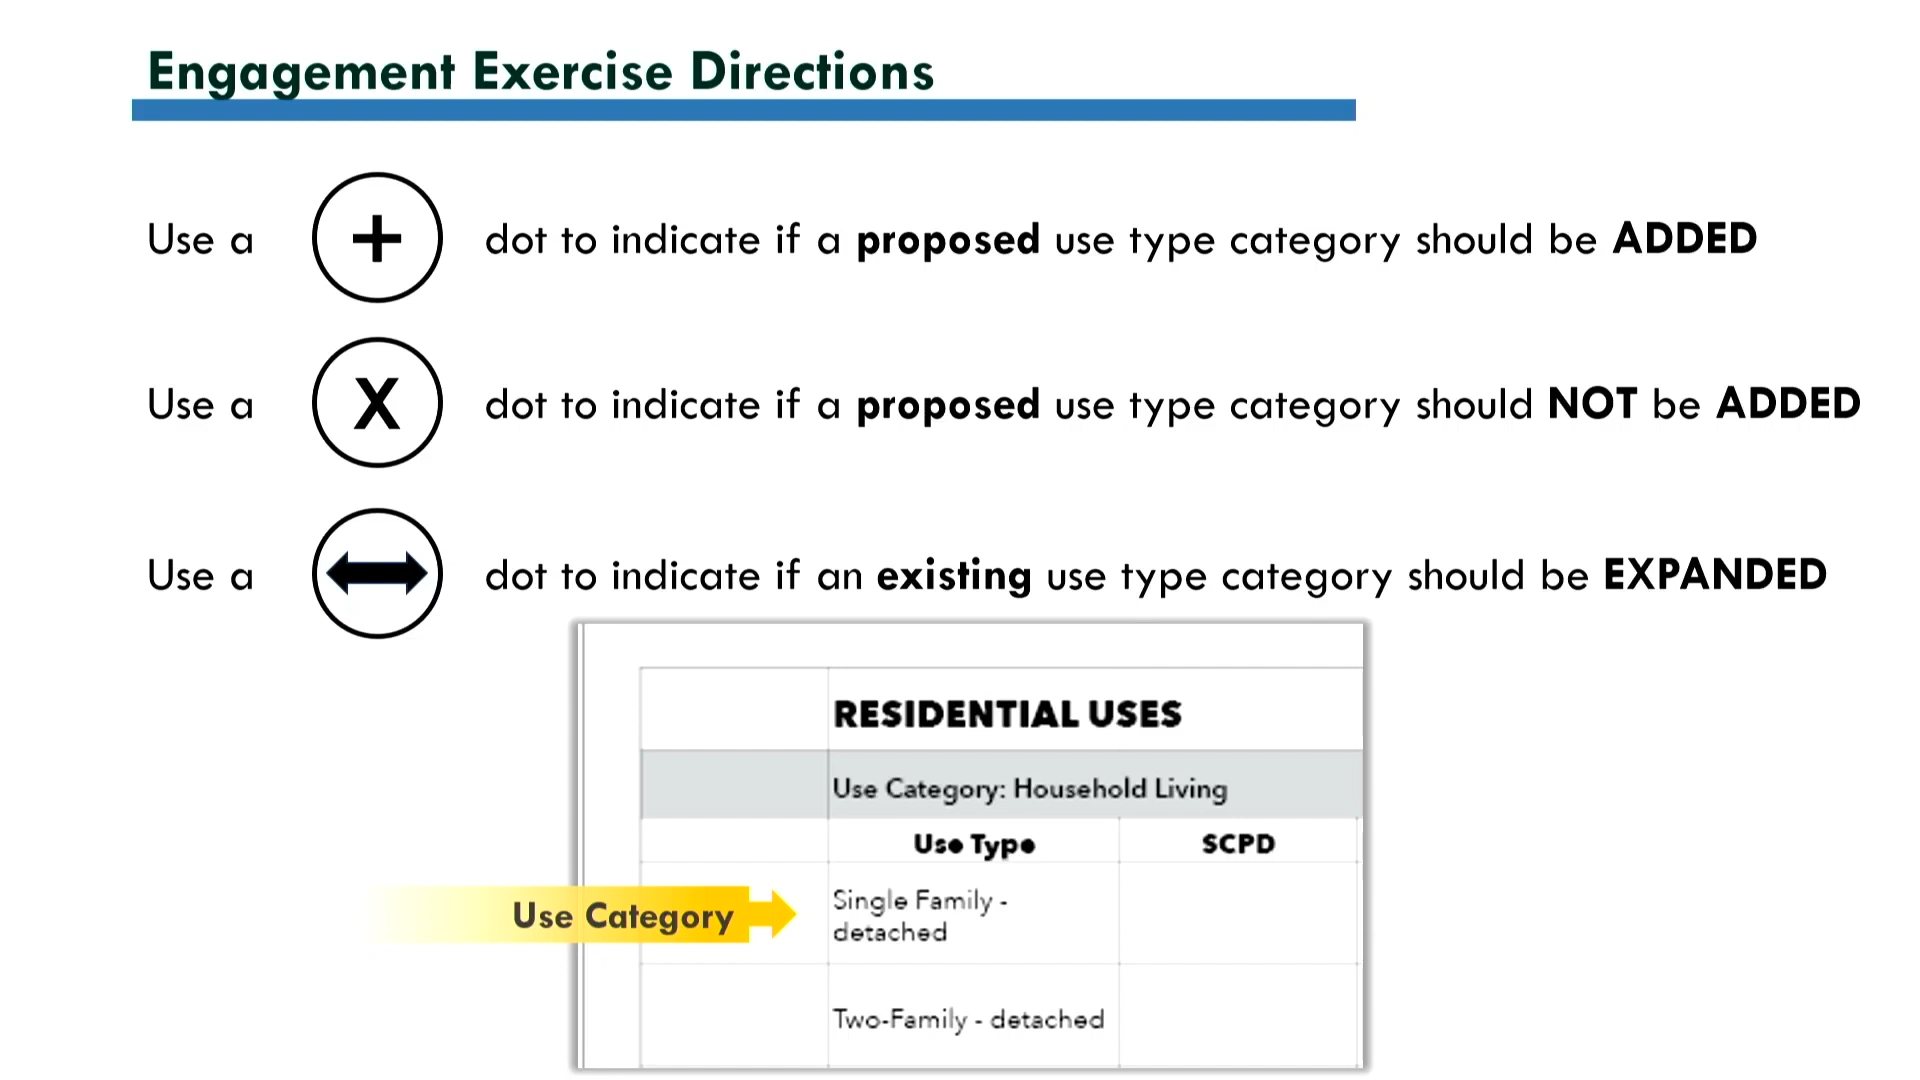 Engagement Exercise Directions
Use a + dot to indicate if a proposed use type category should be ADDED
Use a X dot to indicate if a proposed use type category should NOT be ADDED
Use a dot to indicate if an existing use type category should be EXPANDED
RESIDENTIAL USES
Use Category: Household Living
Use Type SCPD
Use Category
Single Family -
detached
Two-Family - detached